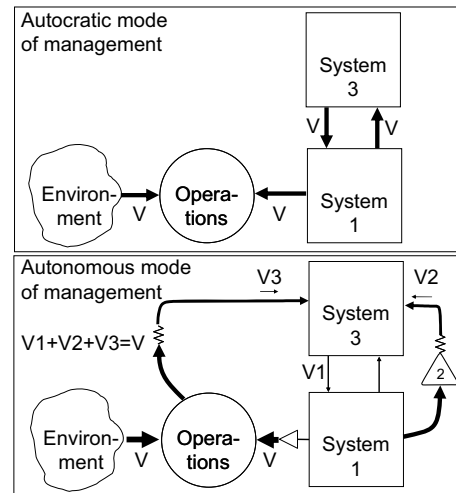 Autocratic mode
of management
System
3
V
V
Environ-
ment
V
Opera-
tions
V
System
1
Autonomous mode
of management
V3
V2
V1+V2+V3=V
System
3
V1
2
Environ-
ment
V
Opera-
tions
V
System
1